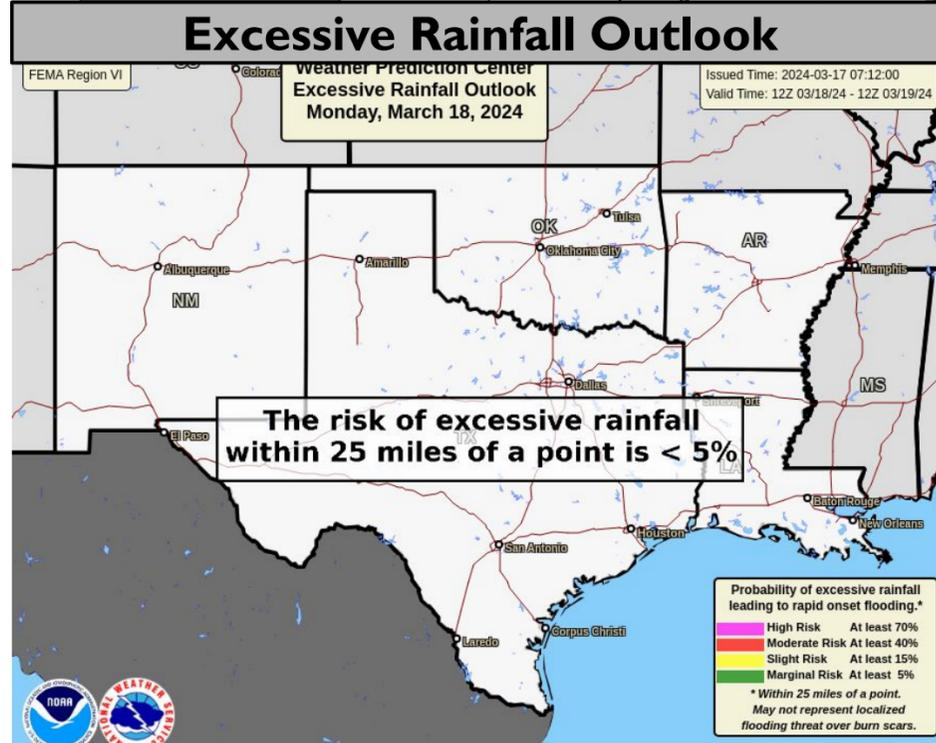 Excessive Rainfall Outlook
FEMA Region VI
Weather Prediction Center
Excessive Rainfall Outlook
Monday, March 18, 2024
Issued Time: 2024-03-17 07:12:00
Valid Time: 12Z 03/18/24 - 12Z 03/19/24
Tulsa
OK
Oklahoma City
AR
Amarillo
Albuquerque
Memphis
NM
Dallas
MS
Shreveport
The risk of excessive rainfall
within 25 miles of a point is < 5%
El Paso
TX
LA
Baton Rouge
New Orleans
Houston
San Antonio
Corpus Christi
Laredo
Probability of excessive rainfall
leading to rapid onset flooding.*
High Risk At least 70%
Moderate Risk At least 40%
Slight Risk At least 15%
Marginal Risk At least 5%
* Within 25 miles of a point.
May not represent localized
flooding threat over burn scars.
NOAA
NATIONAL WEATHER SERVICE